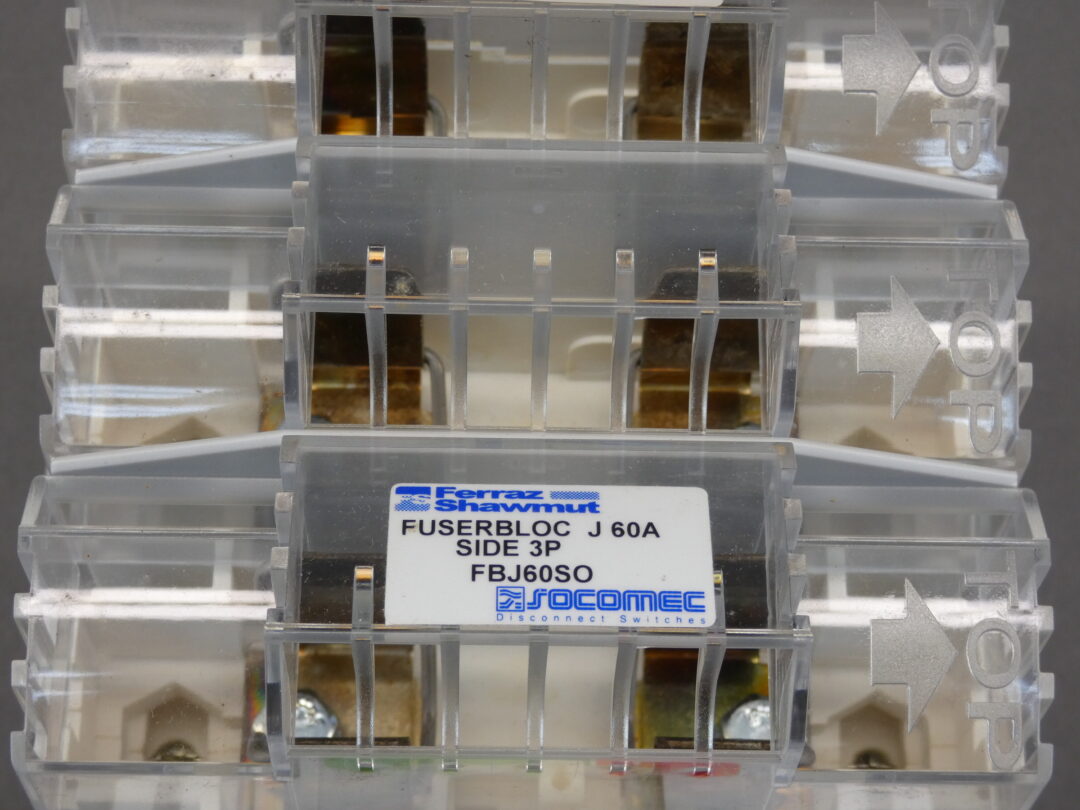 TOP
TOP
Ferraz
Shawmut
FUSERBLOC J 60A
SIDE 3P
FBJ60SO
SOCOMEC
Disconnect Switches
TOP